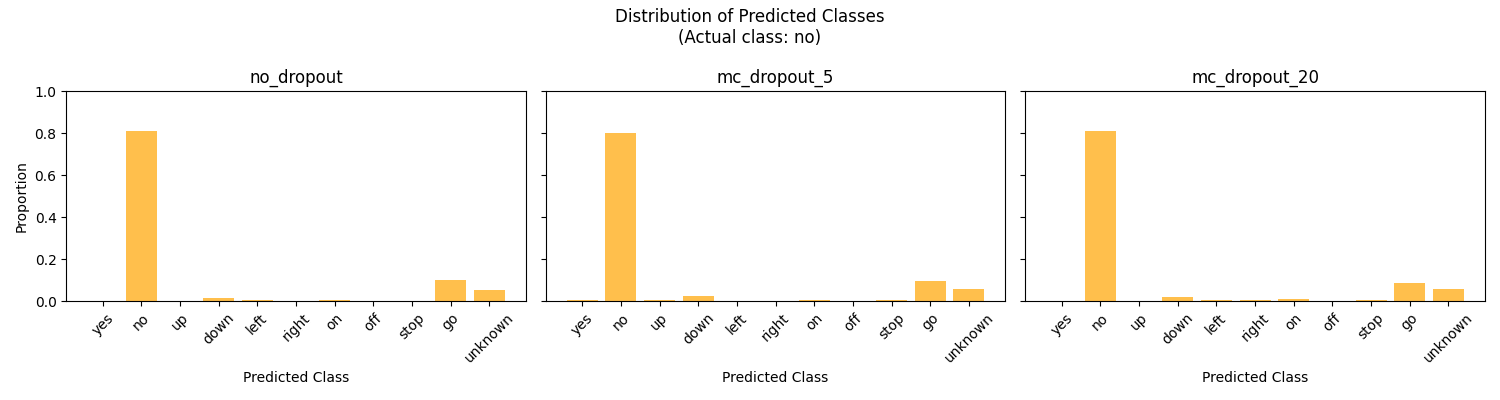 Distribution of Predicted Classes
(Actual class: no)
no_dropout
mc_dropout_5
mc_dropout_20
Proportion
1.0
0.8
0.6
0.4
0.2
0.0
yes no up down left right on off stop go unknown
yes no up down left right on off stop go unknown
yes no up down left right on off stop go unknown
Predicted Class
Predicted Class
Predicted Class